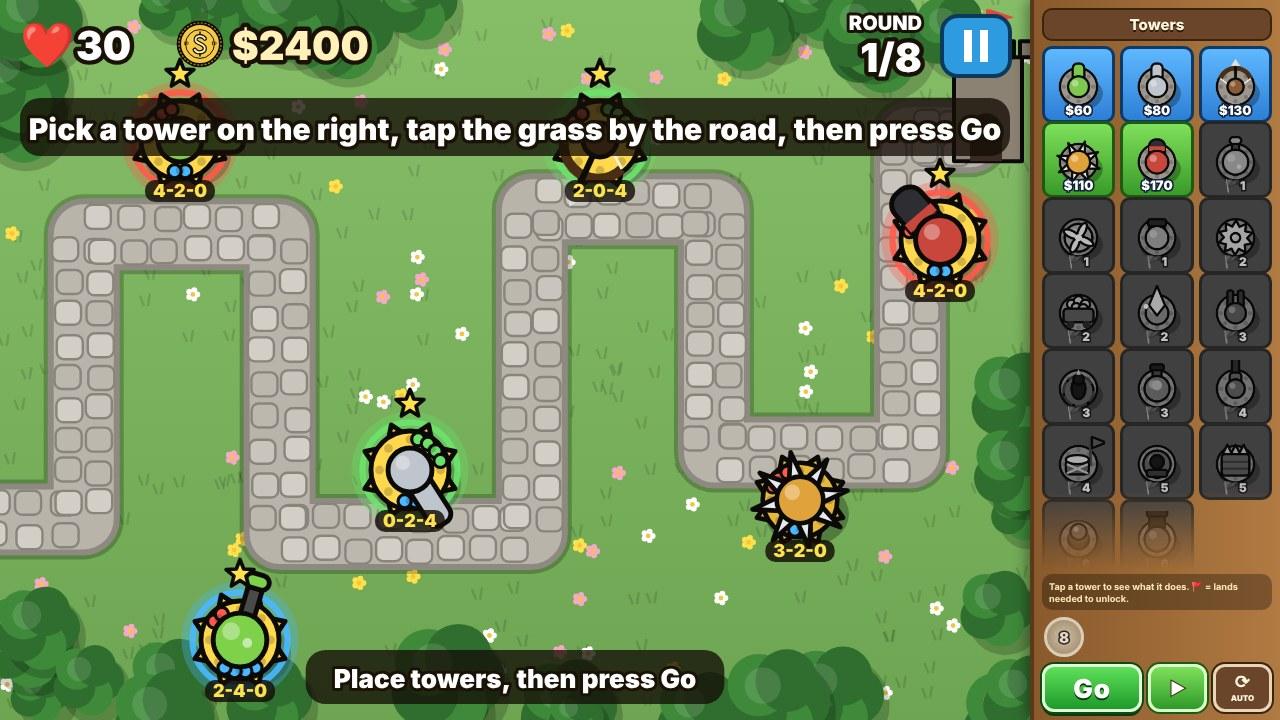 30
$2400
ROUND
1/8
Pick a tower on the right, tap the grass by the road, then press Go
4-2-0
2-0-4
4-2-0
0-2-4
3-2-0
2-4-0
Place towers, then press Go
Towers
$60 $80 $130
$110 $170 1
1 1 2
2 2 3
3 3 4
4 5 5
Tap a tower to see what it does. = lands
needed to unlock.
8
Go
AUTO